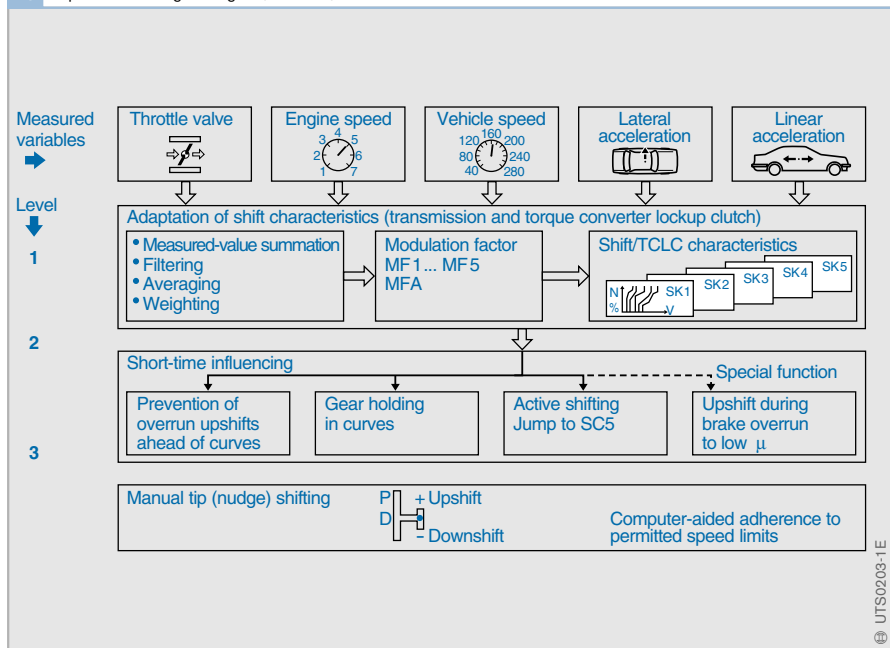 Measured
variables
Throttle valve
Engine speed
1 2 3 4 5 6 7
Vehicle speed
40 80 120 160 200 240 280
Lateral
acceleration
Linear
acceleration
Level
1
Adaptation of shift characteristics (transmission and torque converter lockup clutch)
• Measured-value summation
• Filtering
• Averaging
• Weighting
Modulation factor
MF1... MF5
MFA
Shift/TCLC characteristics
N
%
V
SK1
SK2
SK3
SK4
SK5
2
Short-time influencing
Special function
Prevention of
overrun upshifts
ahead of curves
Gear holding
in curves
Active shifting
Jump to SC5
Upshift during
brake overrun
to low μ
3
Manual tip (nudge) shifting
P
D
+ Upshift
- Downshift
Computer-aided adherence to
permitted speed limits
UTS0203-1E